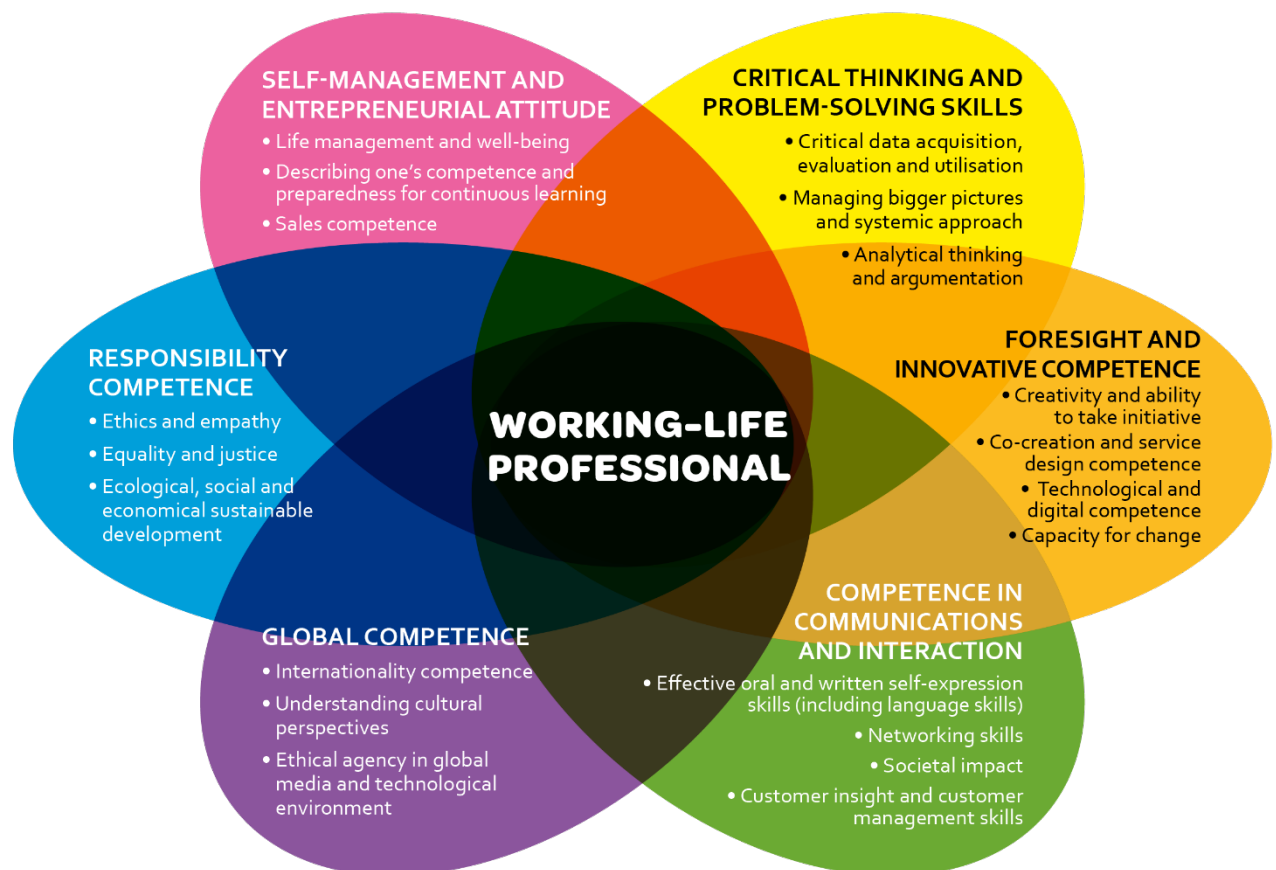 SELF-MANAGEMENT AND
ENTREPRENEURIAL ATTITUDE
• Life management and well-being
• Describing one's competence and
preparedness for continuous learning
• Sales competence
CRITICAL THINKING AND
PROBLEM-SOLVING SKILLS
• Critical data acquisition,
evaluation and utilisation
• Managing bigger pictures
and systemic approach
• Analytical thinking
and argumentation
RESPONSIBILITY
COMPETENCE
• Ethics and empathy
• Equality and justice
• Ecological, social and
economical sustainable
development
WORKING-LIFE
PROFESSIONAL
FORESIGHT AND
INNOVATIVE COMPETENCE
• Creativity and ability
to take initiative
• Co-creation and service
design competence
• Technological and
digital competence
• Capacity for change
GLOBAL COMPETENCE
• Internationality competence
• Understanding cultural
perspectives
• Ethical agency in global
media and technological
environment
COMPETENCE IN
COMMUNICATIONS
AND INTERACTION
• Effective oral and written self-expression
skills (including language skills)
• Networking skills
• Societal impact
• Customer insight and customer
management skills